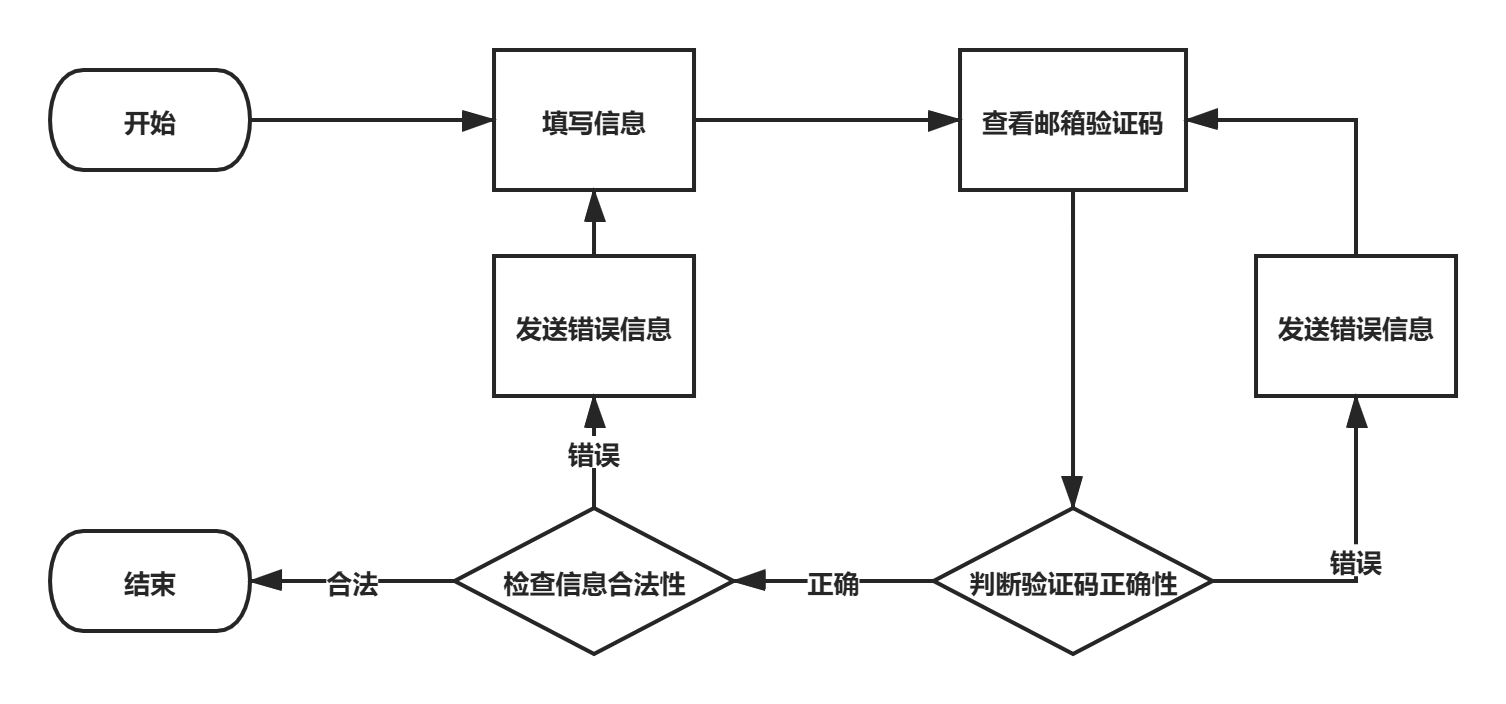 开始
填写信息
查看邮箱验证码
发送错误信息
发送错误信息
错误
错误
结束
合法
检查信息合法性
正确
判断验证码正确性